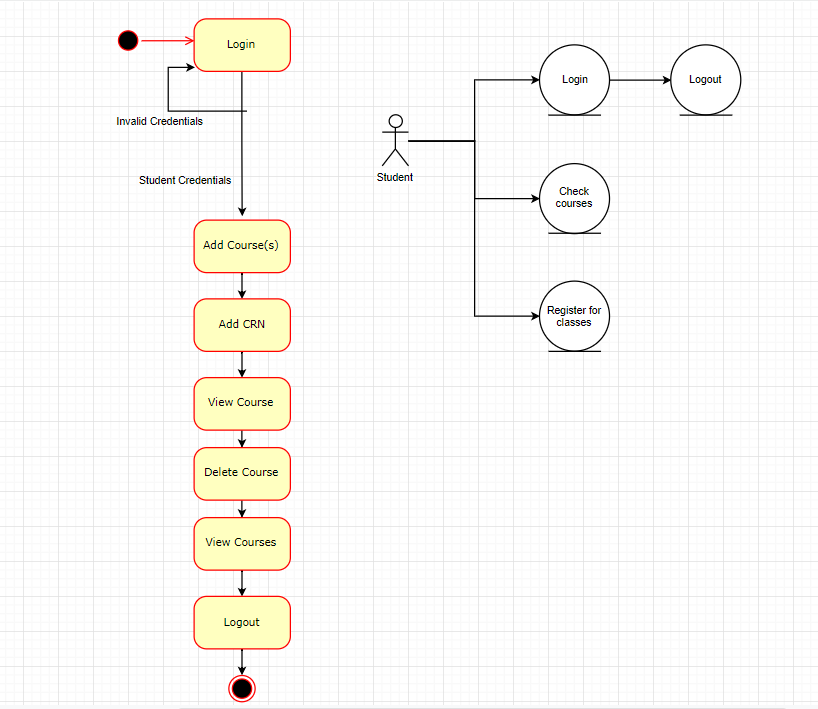 Login
Invalid Credentials
Student Credentials
Add Course(s)
Add CRN
View Course
Delete Course
View Courses
Logout
Student
Login
Logout
Check
courses
Register for
classes